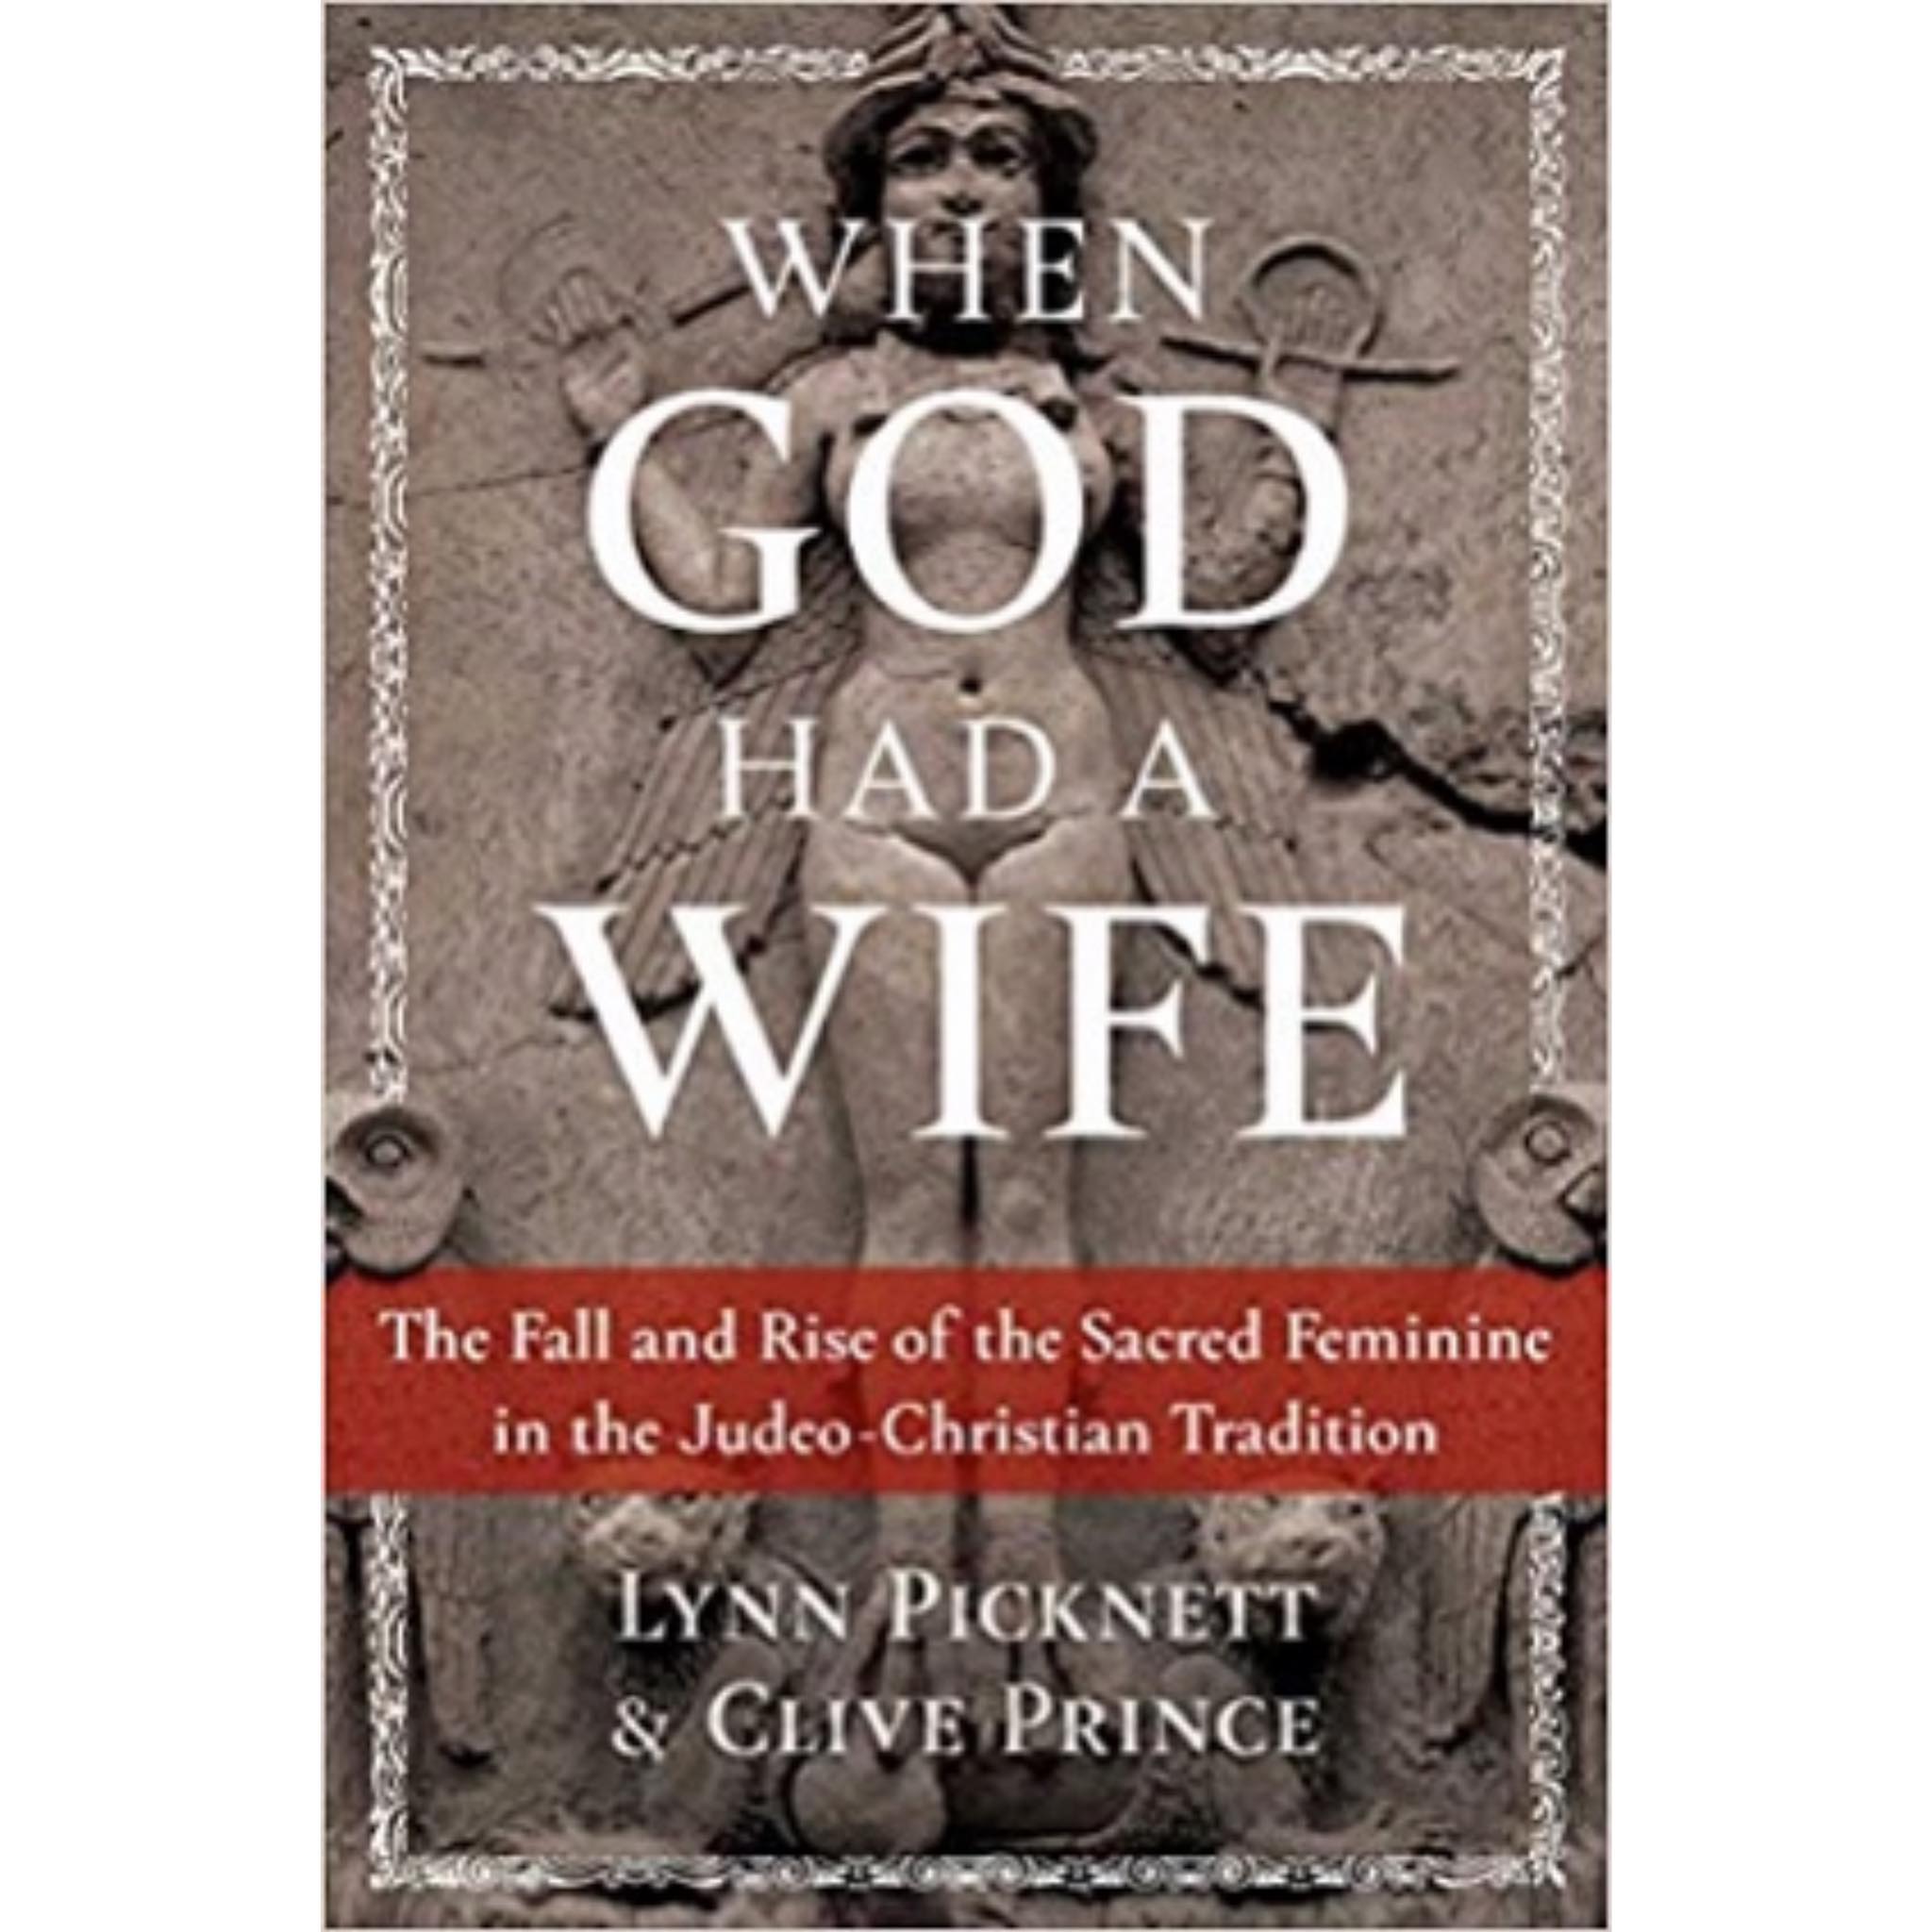 WHEN
GOD
HAD A
WIFE
The Fall and Rise of the Sacred Feminine
in the Judeo-Christian Tradition
LYNN PICKNETT
& CLIVE PRINCE